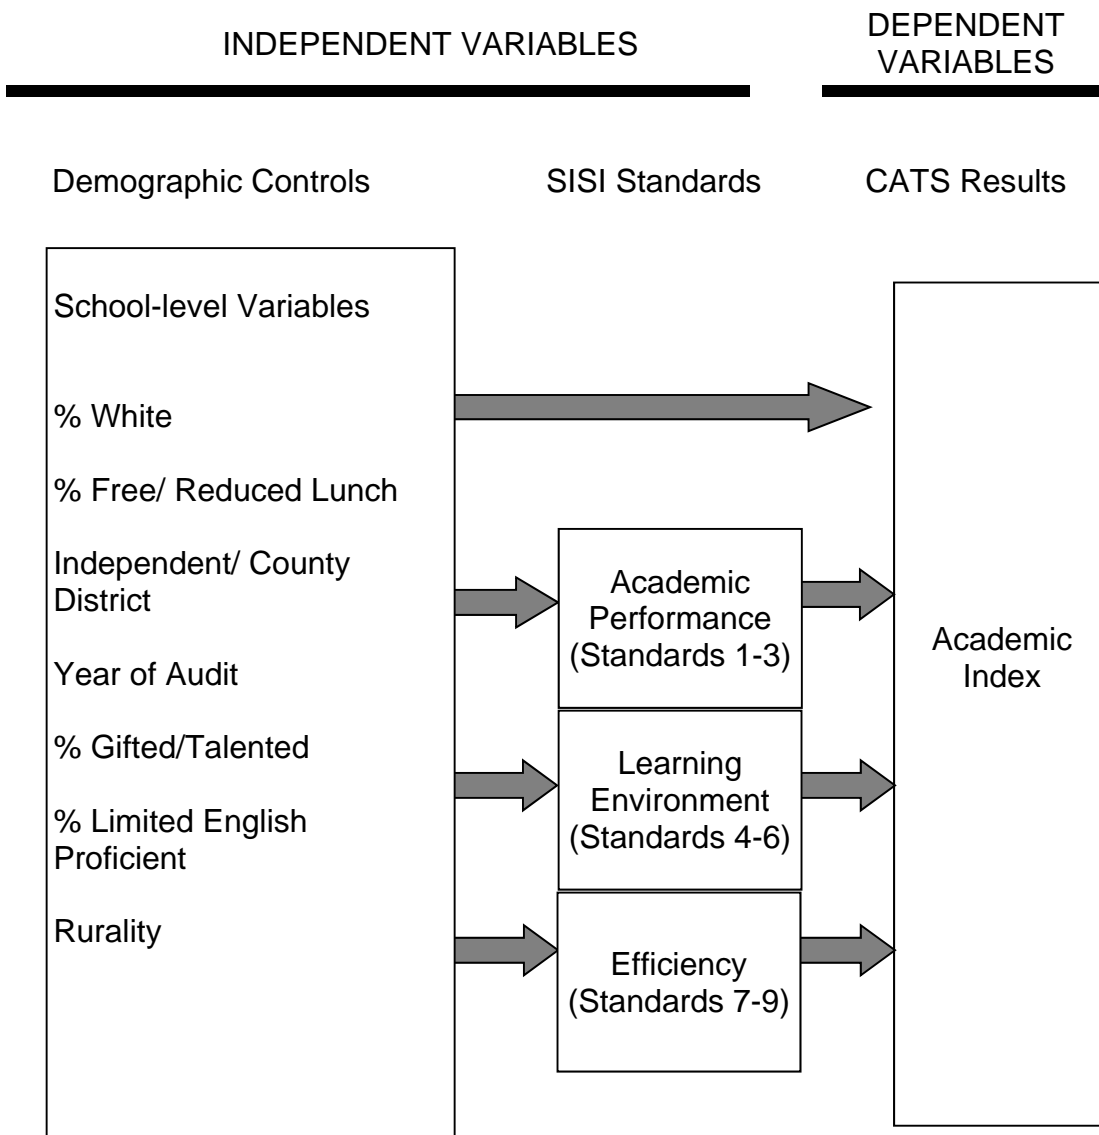 INDEPENDENT VARIABLES
DEPENDENT
VARIABLES
Demographic Controls
SISI Standards
CATS Results
School-level Variables
% White
% Free/ Reduced Lunch
Independent/ County
District
Year of Audit
% Gifted/Talented
% Limited English
Proficient
Rurality
Academic
Performance
(Standards 1-3)
Learning
Environment
(Standards 4-6)
Efficiency
(Standards 7-9)
Academic
Index